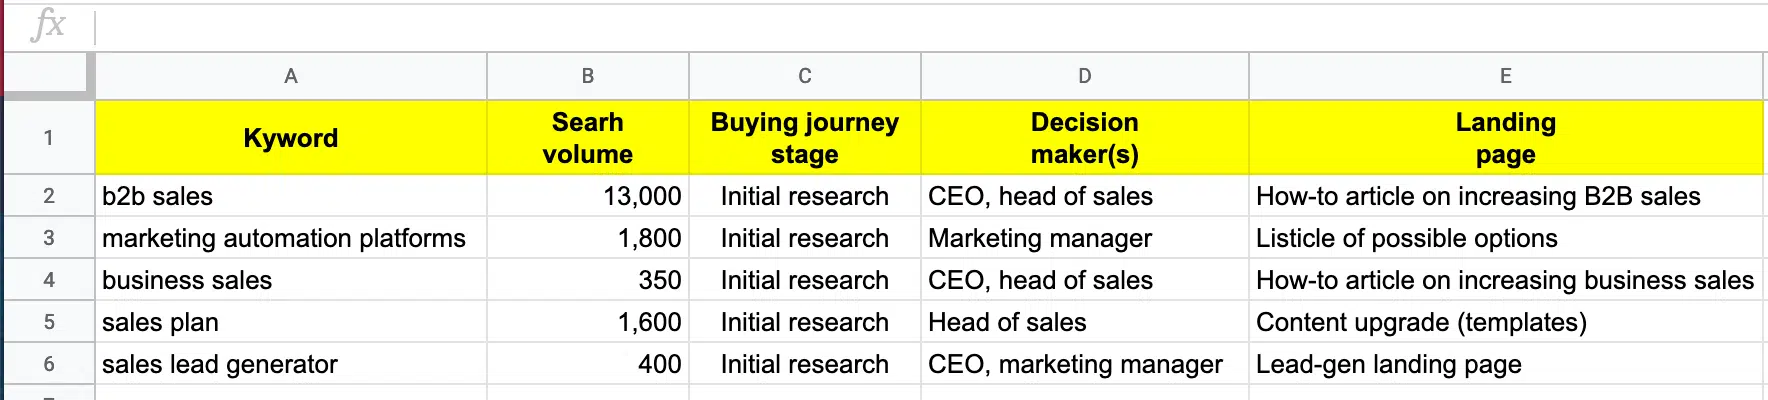 fx
A B C D E
1 Kyword Searh volume Buying journey stage Decision maker(s) Landing page
2 b2b sales 13,000 Initial research CEO, head of sales How-to article on increasing B2B sales
3 marketing automation platforms 1,800 Initial research Marketing manager Listicle of possible options
4 business sales 350 Initial research CEO, head of sales How-to article on increasing business sales
5 sales plan 1,600 Initial research Head of sales Content upgrade (templates)
6 sales lead generator 400 Initial research CEO, marketing manager Lead-gen landing page